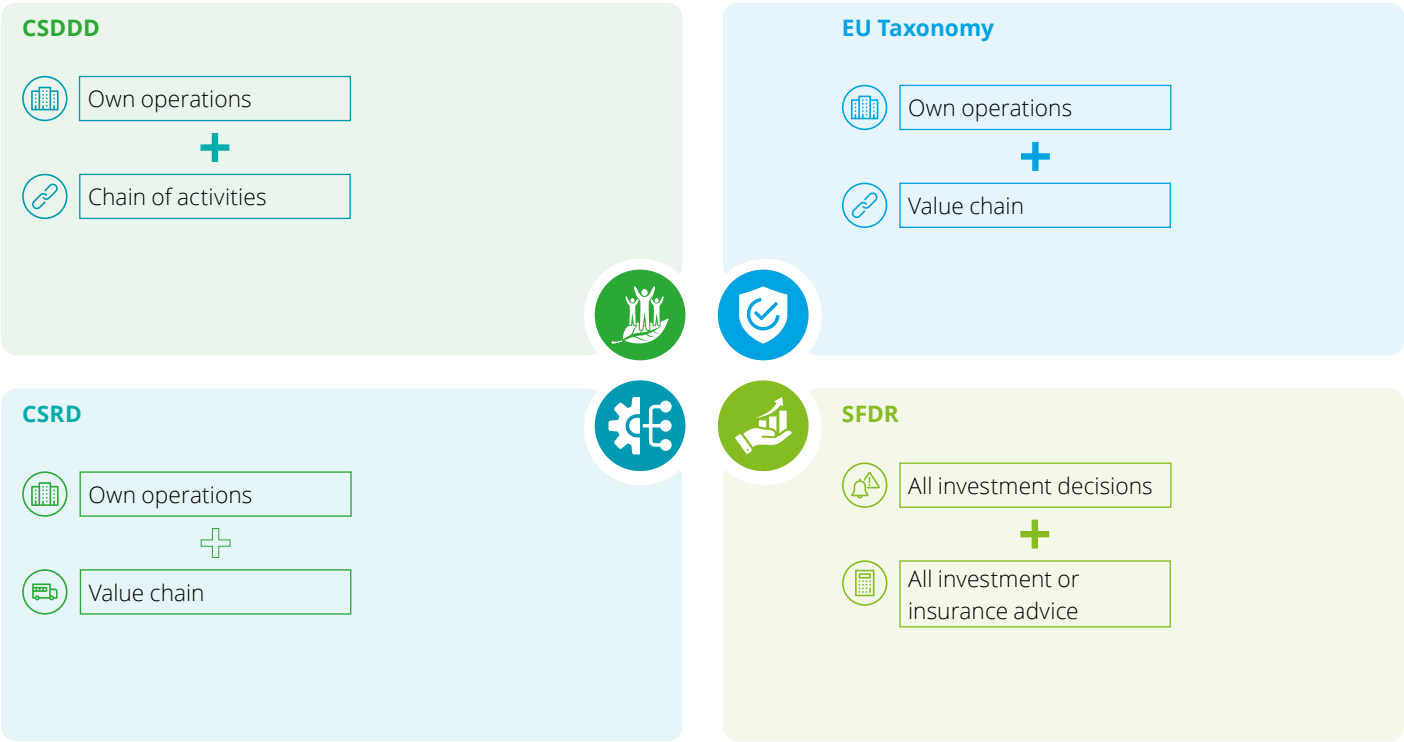 CSDDD
Own operations
Chain of activities
EU Taxonomy
Own operations
Value chain
CSRD
Own operations
Value chain
SFDR
All investment decisions
All investment or
insurance advice